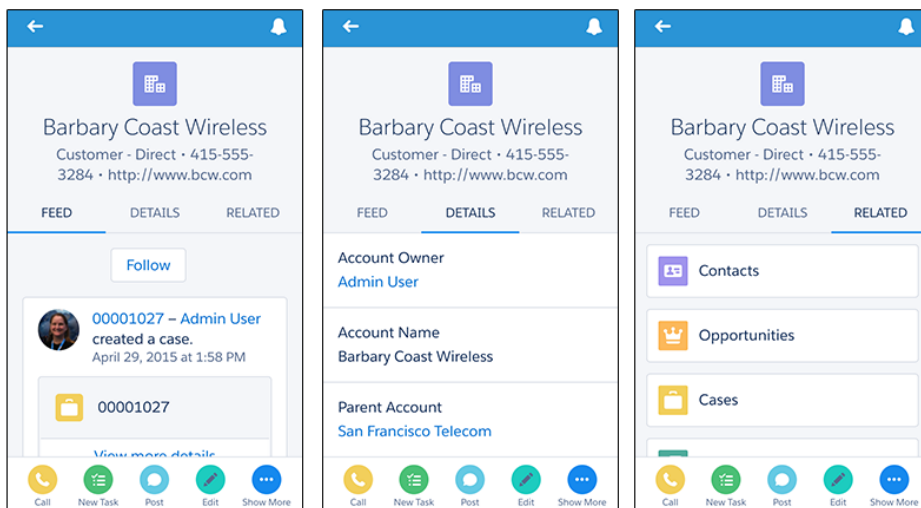 Barbary Coast Wireless
Customer - Direct • 415-555-
3284 • http://www.bcw.com
FEED DETAILS RELATED
Follow
00001027 – Admin User
created a case.
April 29, 2015 at 1:58 PM
00001027
View more details
Call New Task Post Edit Show More
Barbary Coast Wireless
Customer - Direct • 415-555-
3284 • http://www.bcw.com
FEED DETAILS RELATED
Account Owner
Admin User
Account Name
Barbary Coast Wireless
Parent Account
San Francisco Telecom
Call New Task Post Edit Show More
Barbary Coast Wireless
Customer - Direct • 415-555-
3284 • http://www.bcw.com
FEED DETAILS RELATED
Contacts
Opportunities
Cases
Call New Task Post Edit Show More